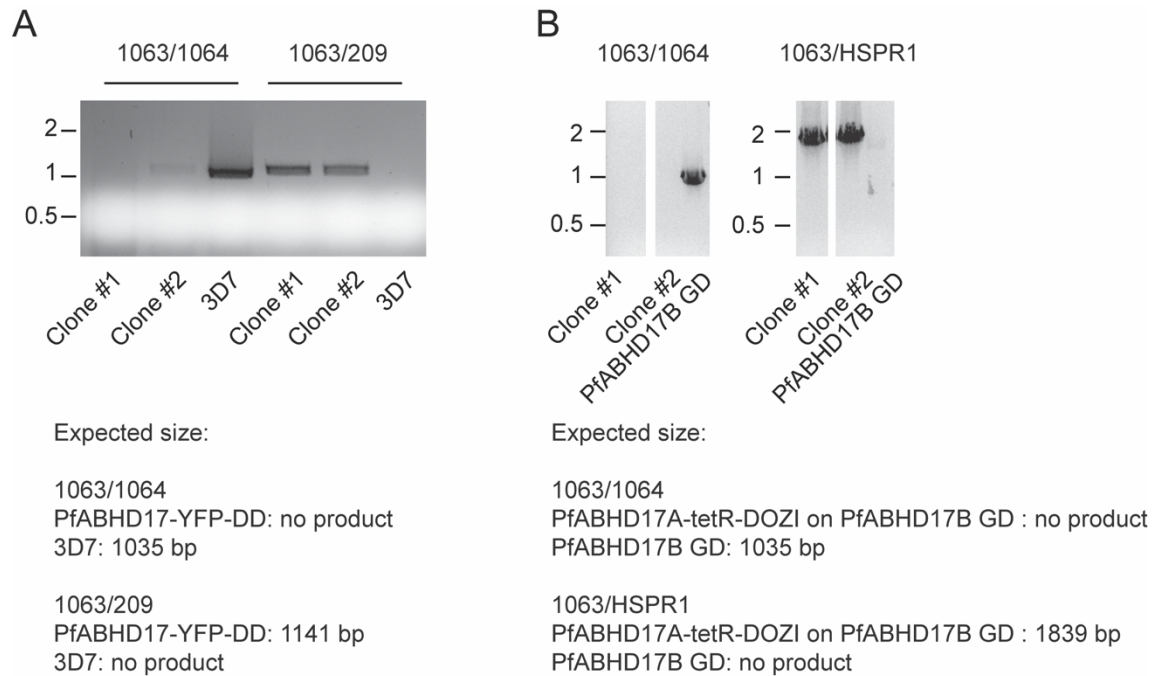 A
1063/1064 1063/209
2
1
0.5
Clone #1
Clone #2
3D7
Clone #1
Clone #2
3D7
Expected size:
1063/1064
PfABHD17-YFP-DD: no product
3D7: 1035 bp
1063/209
PfABHD17-YFP-DD: 1141 bp
3D7: no product
B
1063/1064 1063/HSPR1
2
1
0.5
Clone #1
Clone #2
PfABHD17B GD
2
1
0.5
Clone #1
Clone #2
PfABHD17B GD
Expected size:
1063/1064
PfABHD17A-tetR-DOZI on PfABHD17B GD : no product
PfABHD17B GD: 1035 bp
1063/HSPR1
PfABHD17A-tetR-DOZI on PfABHD17B GD : 1839 bp
PfABHD17B GD: no product